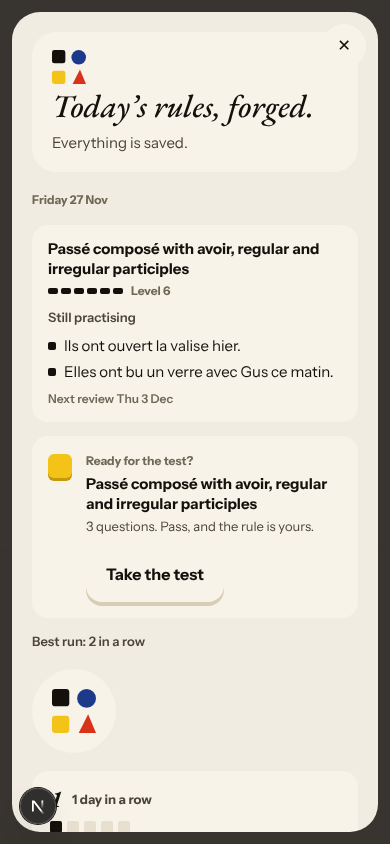 ✕
Today's rules, forged.
Everything is saved.
Friday 27 Nov
Passé composé with avoir, regular and
irregular participles
Level 6
Still practising
Ils ont ouvert la valise hier.
Elles ont bu un verre avec Gus ce matin.
Next review Thu 3 Dec
Ready for the test?
Passé composé with avoir, regular
and irregular participles
3 questions. Pass, and the rule is yours.
Take the test
Best run: 2 in a row
N
1 day in a row